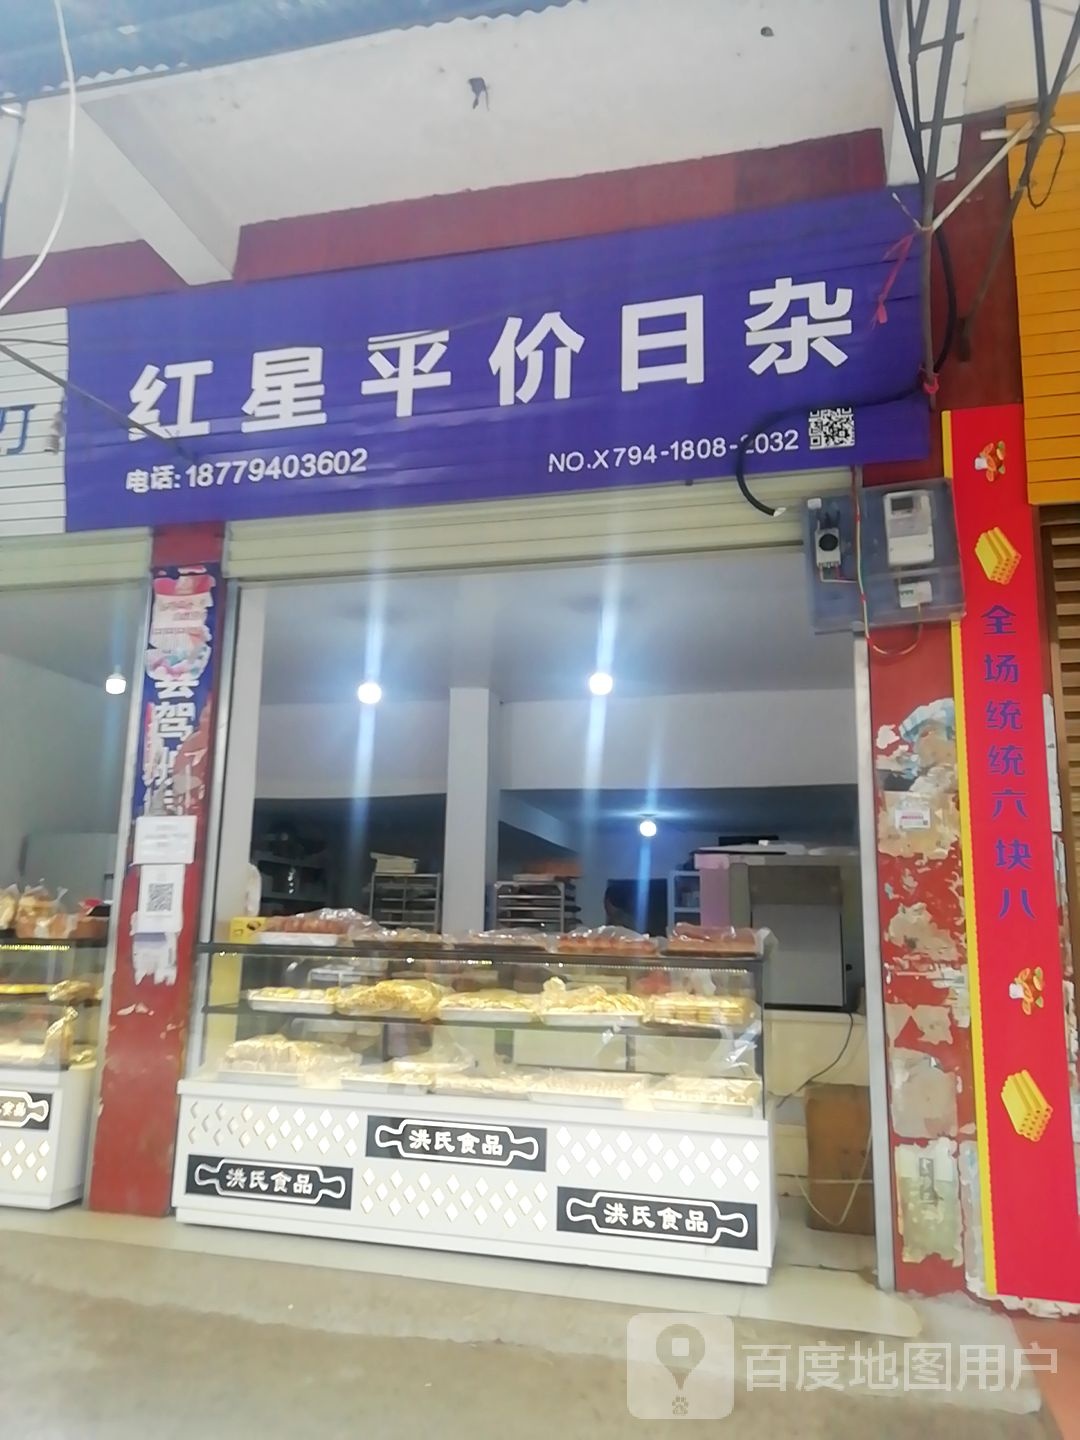 红星平价日杂
电话:18779403602
NO.X794-1808-2032
全场统统六块八
洪氏食品
洪氏食品
洪氏食品
百度地图用户